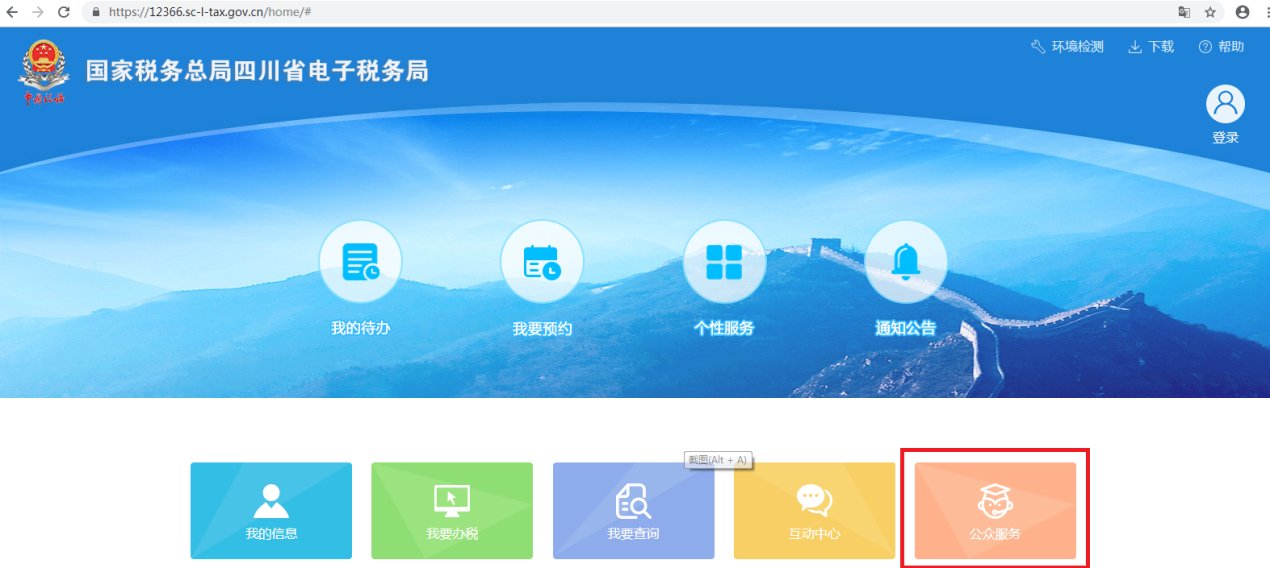 https://12366.sc-l-tax.gov.cn/home/#
环境检测 下载 帮助
国家税务总局四川省电子税务局
中国税务
登录
我的待办 我要预约 个性服务 通知公告
截图(Alt + A)
我的信息 我要办税 我要查询 互动中心 公众服务